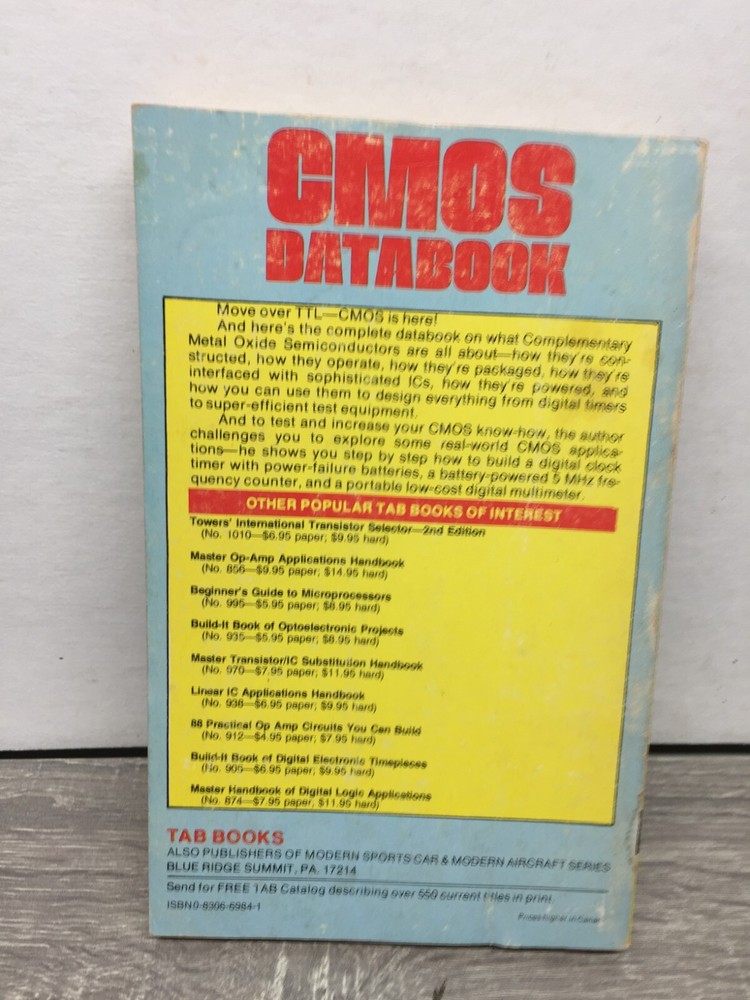 CMOS
DATABOOK
Move over TTL—CMOS is here!
And here's the complete databook on what Complementary
Metal Oxide Semiconductors are all about—how they're con-
structed, how they operate, how they're packaged, how they're
interfaced with sophisticated ICs, how they're powered, and
how you can use them to design everything from digital timers
to super-efficient test equipment.
And to test and increase your CMOS know-how, the author
challenges you to explore some real-world CMOS applica-
tions—he shows you step by step how to build a digital clock
timer with power-failure batteries, a battery-powered 5 MHz fre-
quency counter, and a portable low-cost digital multimeter.
OTHER POPULAR TAB BOOKS OF INTEREST
Towers' International Transistor Selector—2nd Edition
(No. 1010—$6.95 paper; $9.95 hard)
Master Op-Amp Applications Handbook
(No. 856—$9.95 paper; $14.95 hard)
Beginner's Guide to Microprocessors
(No. 995—$5.95 paper; $8.95 hard)
Build-It Book of Optoelectronic Projects
(No. 935—$5.95 paper; $8.95 hard)
Master Transistor/IC Substitution Handbook
(No. 970—$7.95 paper; $11.95 hard)
Linear IC Applications Handbook
(No. 938—$6.95 paper; $9.95 hard)
88 Practical Op Amp Circuits You Can Build
(No. 912—$4.95 paper; $7.95 hard)
Build-It Book of Digital Electronic Timepieces
(No. 905—$6.95 paper; $9.95 hard)
Master Handbook of Digital Logic Applications
(No. 874—$7.95 paper; $11.95 hard)
TAB BOOKS
ALSO PUBLISHERS OF MODERN SPORTS CAR & MODERN AIRCRAFT SERIES
BLUE RIDGE SUMMIT, PA. 17214
Send for FREE TAB Catalog describing over 550 current titles in print.
ISBN 0-8306-6984-1